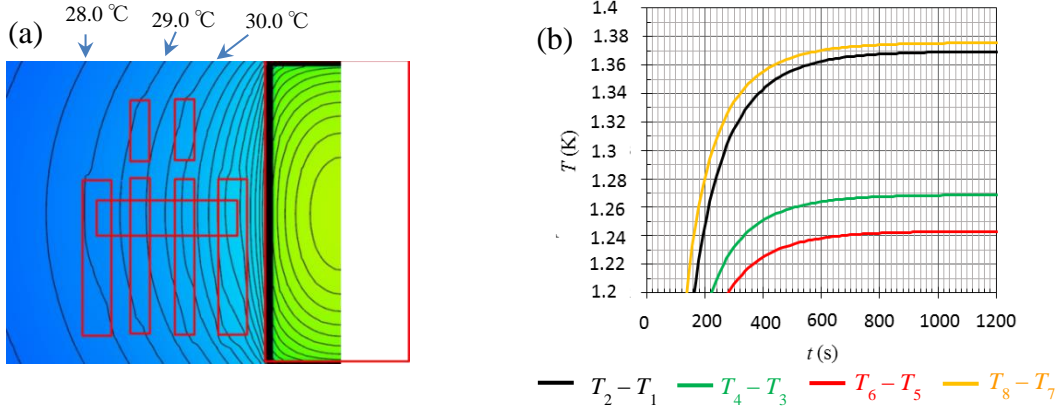 (a)
28.0 ℃
29.0 ℃
30.0 ℃
(b)
T (K)
1.4
1.38
1.36
1.34
1.32
1.3
1.28
1.26
1.24
1.22
1.2
0 200 400 600 800 1000 1200
t (s)
T2 – T1
T4 – T3
T6 – T5
T8 – T7